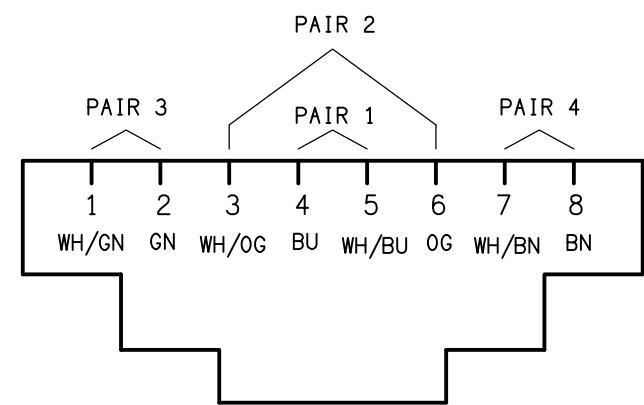 PAIR 2
PAIR 3 PAIR 1 PAIR 4
1 2 3 4 5 6 7 8
WH/GN GN WH/OG BU WH/BU OG WH/BN BN